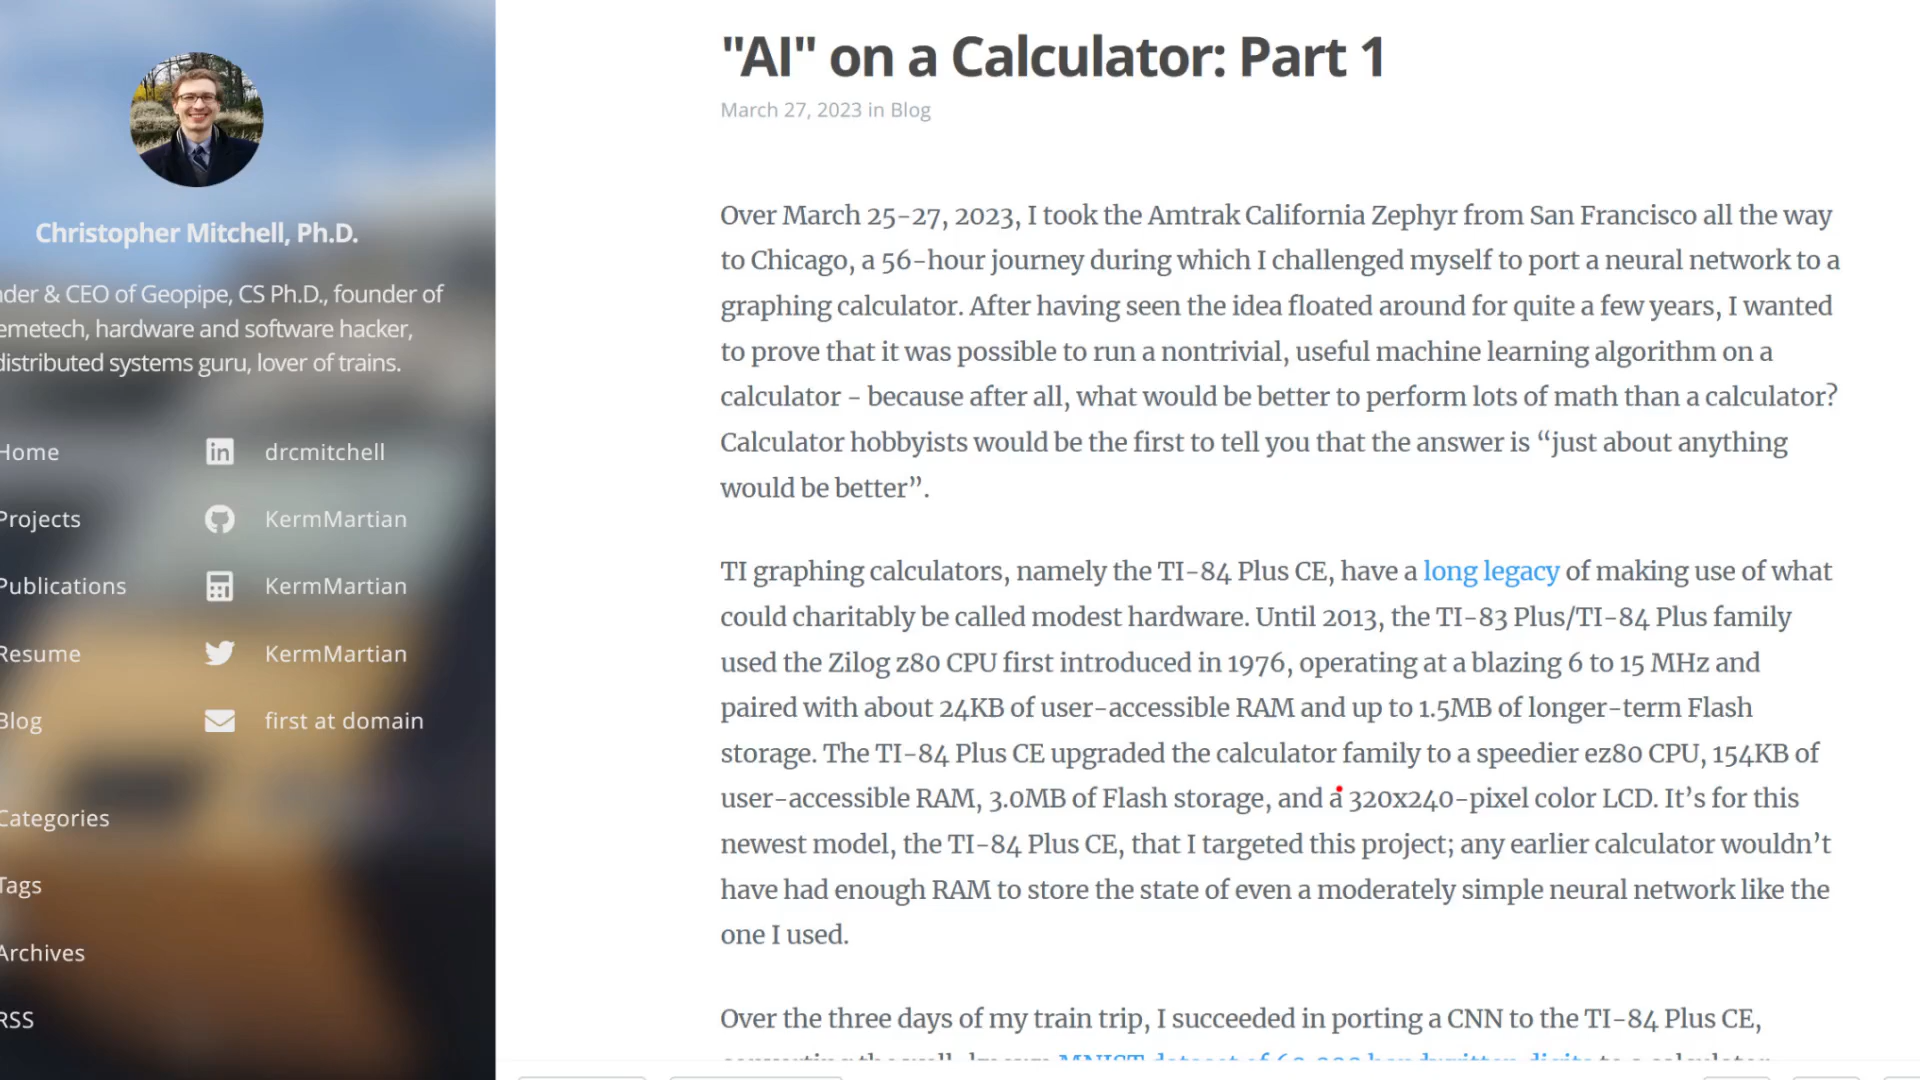 "AI" on a Calculator: Part 1
March 27, 2023 in Blog
Christopher Mitchell, Ph.D.
& CEO of Geopipe, CS Ph.D., founder of
hardware and software hacker,
distributed systems guru, lover of trains.
Home
Projects
Publications
Resume
Blog
Categories
Tags
Archives
RSS
drcmitchell
KermMartian
KermMartian
KermMartian
first at domain
Over March 25-27, 2023, I took the Amtrak California Zephyr from San Francisco all the way
to Chicago, a 56-hour journey during which I challenged myself to port a neural network to a
graphing calculator. After having seen the idea floated around for quite a few years, I wanted
to prove that it was possible to run a nontrivial, useful machine learning algorithm on a
calculator - because after all, what would be better to perform lots of math than a calculator?
Calculator hobbyists would be the first to tell you that the answer is “just about anything
would be better”.
TI graphing calculators, namely the TI-84 Plus CE, have a long legacy of making use of what
could charitably be called modest hardware. Until 2013, the TI-83 Plus/TI-84 Plus family
used the Zilog z80 CPU first introduced in 1976, operating at a blazing 6 to 15 MHz and
paired with about 24KB of user-accessible RAM and up to 1.5MB of longer-term Flash
storage. The TI-84 Plus CE upgraded the calculator family to a speedier ez80 CPU, 154KB of
user-accessible RAM, 3.0MB of Flash storage, and a 320x240-pixel color LCD. It’s for this
newest model, the TI-84 Plus CE, that I targeted this project; any earlier calculator wouldn’t
have had enough RAM to store the state of even a moderately simple neural network like the
one I used.
Over the three days of my train trip, I succeeded in porting a CNN to the TI-84 Plus CE,